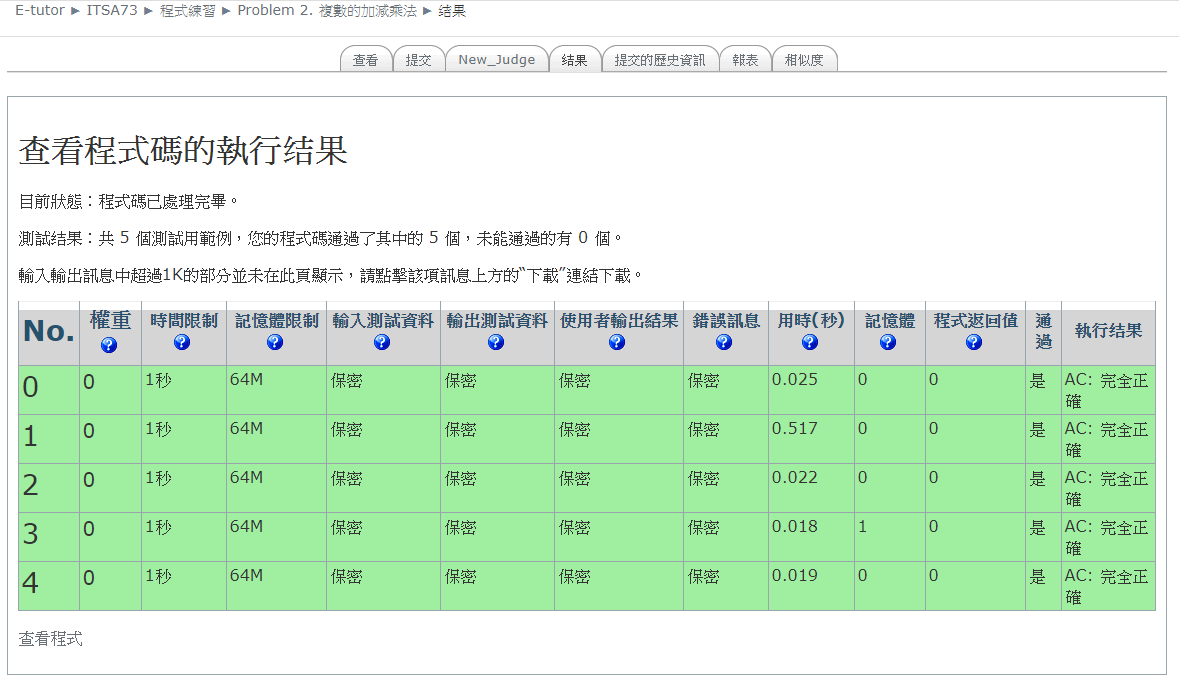 E-tutor ► ITSA73 ► 程式練習 ► Problem 2. 複數的加減乘法 ► 結果
查看 提交 New_Judge 結果 提交的歷史資訊 報表 相似度
查看程式碼的執行結果
目前狀態：程式碼已處理完畢。
測試結果：共 5 個測試用範例，您的程式碼通過了其中的 5 個，未能通過的有 0 個。
輸入輸出訊息中超過1K的部分並未在此頁顯示，請點擊該項訊息上方的“下載”連結下載。
No. 權重 時間限制 記憶體限制 輸入測試資料 輸出測試資料 使用者輸出結果 錯誤訊息 用時(秒) 記憶體 程式返回值 通過 執行結果
0 0 1秒 64M 保密 保密 保密 保密 0.025 0 0 是 AC: 完全正確
1 0 1秒 64M 保密 保密 保密 保密 0.517 0 0 是 AC: 完全正確
2 0 1秒 64M 保密 保密 保密 保密 0.022 0 0 是 AC: 完全正確
3 0 1秒 64M 保密 保密 保密 保密 0.018 1 0 是 AC: 完全正確
4 0 1秒 64M 保密 保密 保密 保密 0.019 0 0 是 AC: 完全正確
查看程式